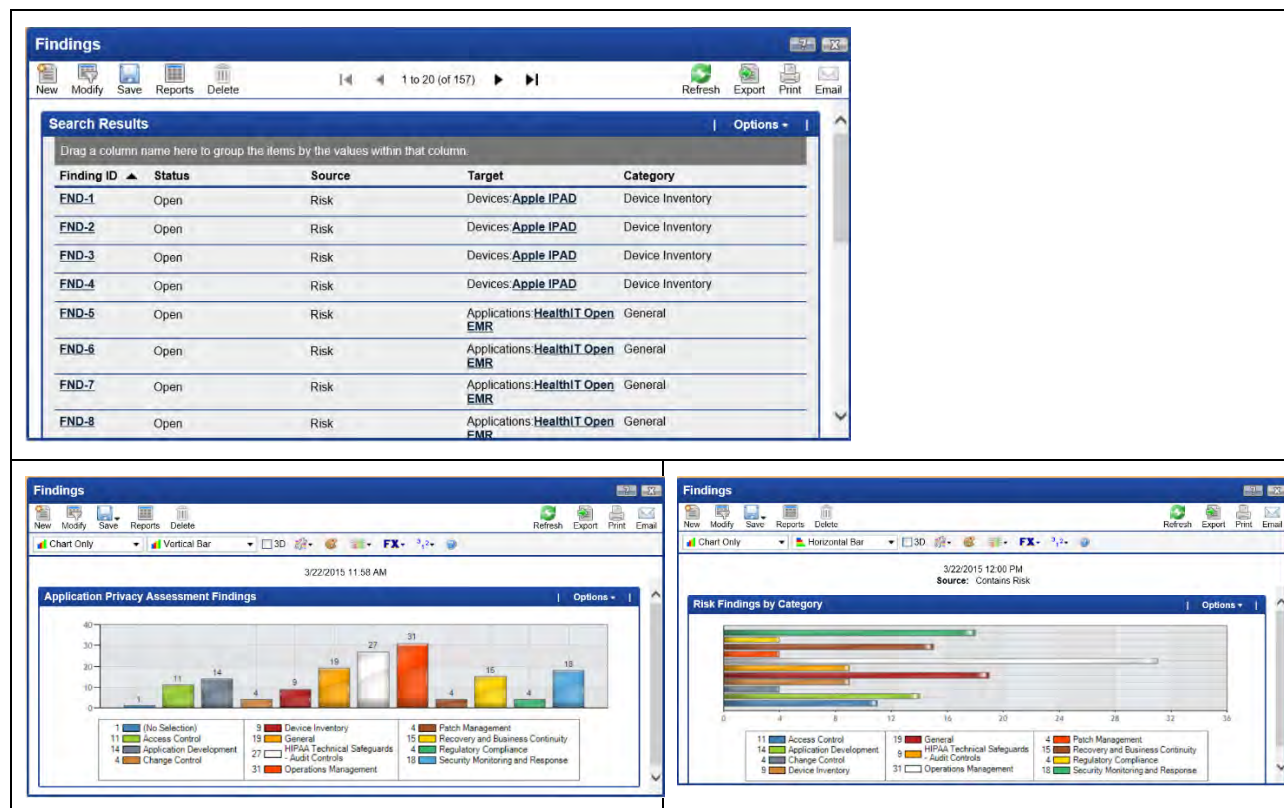 Findings
? X
New Modify Save Reports Delete 1 to 20 (of 157) Refresh Export Print Email
Search Results | Options |
Drag a column name here to group the items by the values within that column.
Finding ID Status Source Target Category
FND-1 Open Risk Devices:Apple IPAD Device Inventory
FND-2 Open Risk Devices:Apple IPAD Device Inventory
FND-3 Open Risk Devices:Apple IPAD Device Inventory
FND-4 Open Risk Devices:Apple IPAD Device Inventory
FND-5 Open Risk Applications:HealthIT Open EMR General
FND-6 Open Risk Applications:HealthIT Open EMR General
FND-7 Open Risk Applications:HealthIT Open EMR General
FND-8 Open Risk Applications:HealthIT Open EMR General
Findings
? X
New Modify Save Reports Delete Refresh Export Print Email
Chart Only Vertical Bar 3D FX
3/22/2015 11:58 AM
Application Privacy Assessment Findings | Options |
40
30
20
10
0
1 11 14 4 9 19 27 31 4 15 4 18
1 (No Selection)
11 Access Control
14 Application Development
4 Change Control
9 Device Inventory
19 General
27 HIPAA Technical Safeguards
- Audit Controls
31 Operations Management
4 Patch Management
15 Recovery and Business Continuity
4 Regulatory Compliance
18 Security Monitoring and Response
Findings
? X
New Modify Save Reports Delete Refresh Export Print Email
Chart Only Horizontal Bar 3D FX
3/22/2015 12:00 PM
Source: Contains Risk
Risk Findings by Category | Options |
0 4 8 12 16 20 24 28 32 36
11 Access Control
14 Application Development
4 Change Control
9 Device Inventory
19 General
9 HIPAA Technical Safeguards
- Audit Controls
31 Operations Management
4 Patch Management
15 Recovery and Business Continuity
4 Regulatory Compliance
18 Security Monitoring and Response